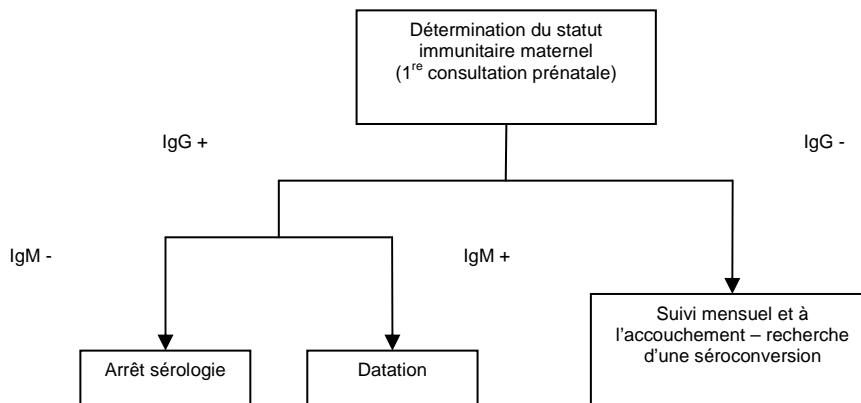 Détermination du statut
immunitaire maternel
(1re consultation prénatale)
IgG +
IgG -
IgM -
IgM +
Suivi mensuel et à
l'accouchement – recherche
d'une séroconversion
Arrêt sérologie
Datation